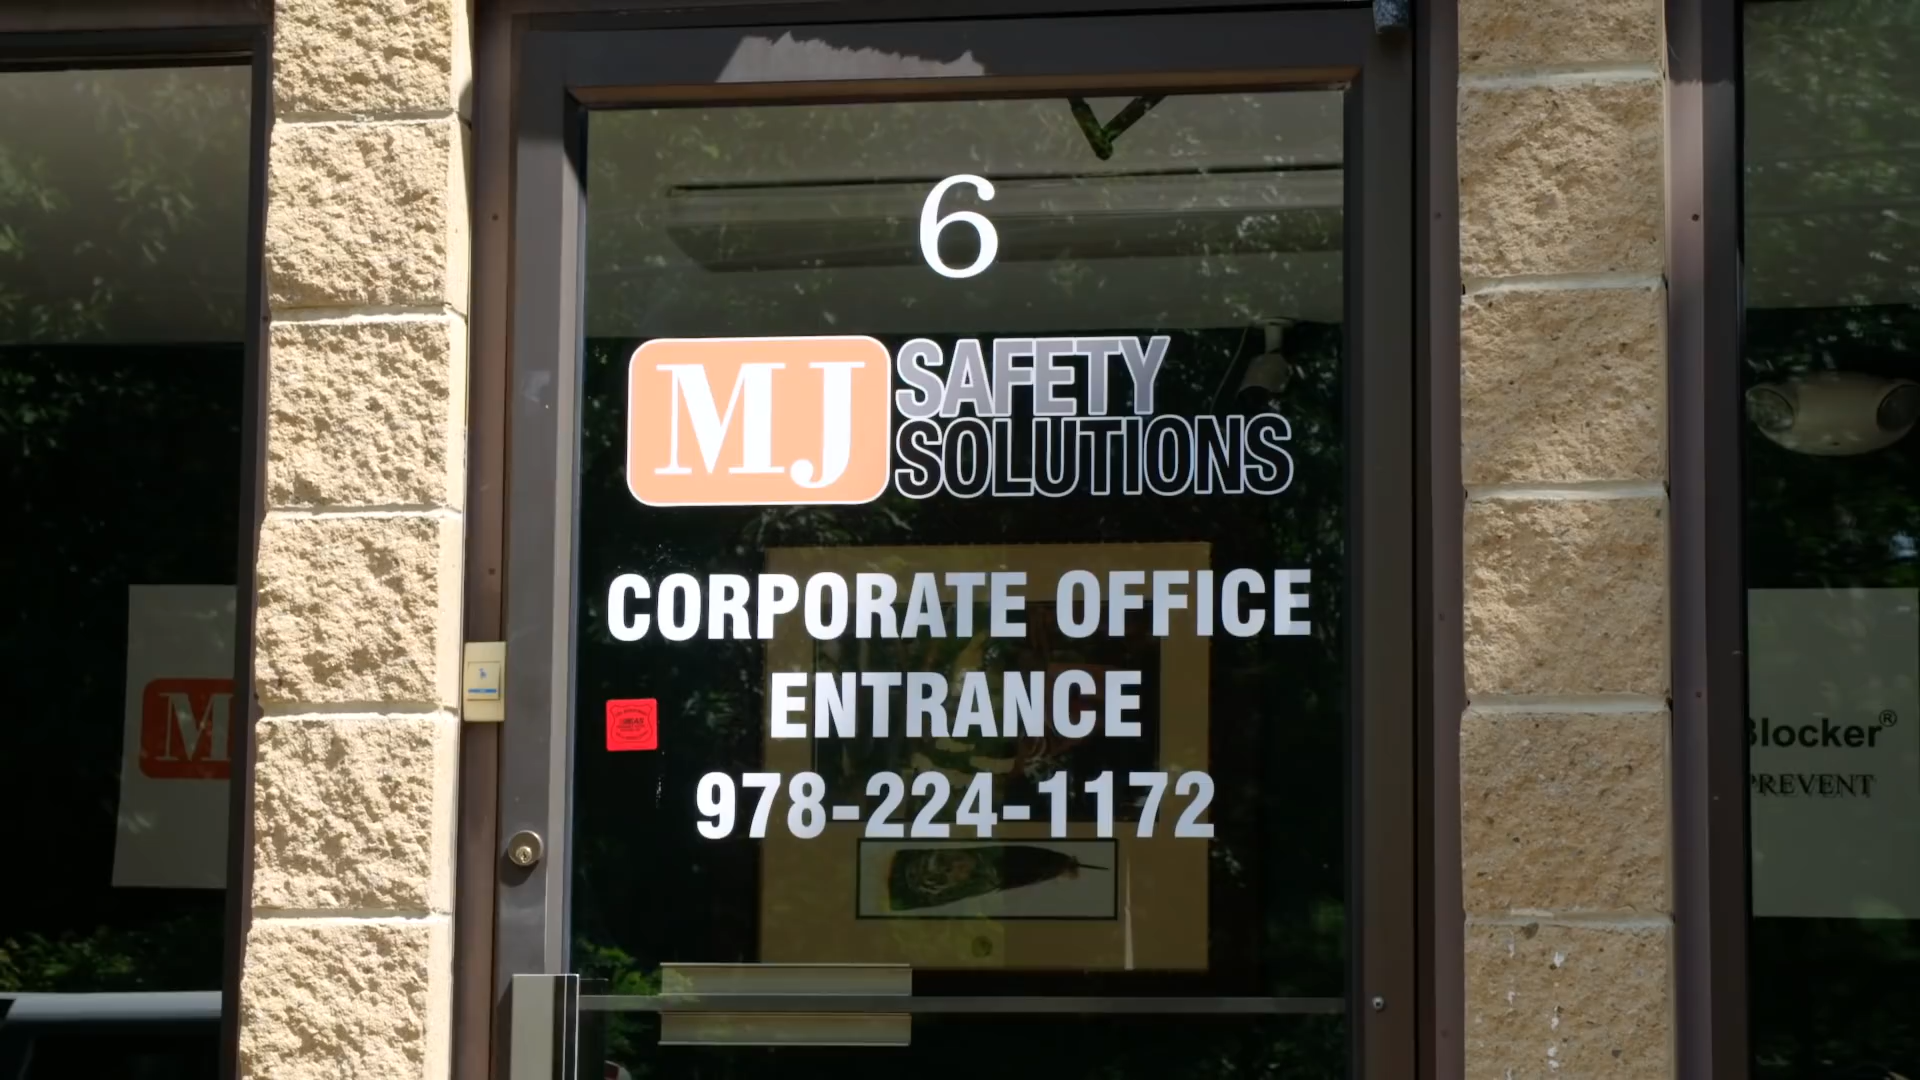 6
MJ SAFETY
SOLUTIONS
CORPORATE OFFICE
ENTRANCE
978-224-1172
M
Blocker®
PREVENT